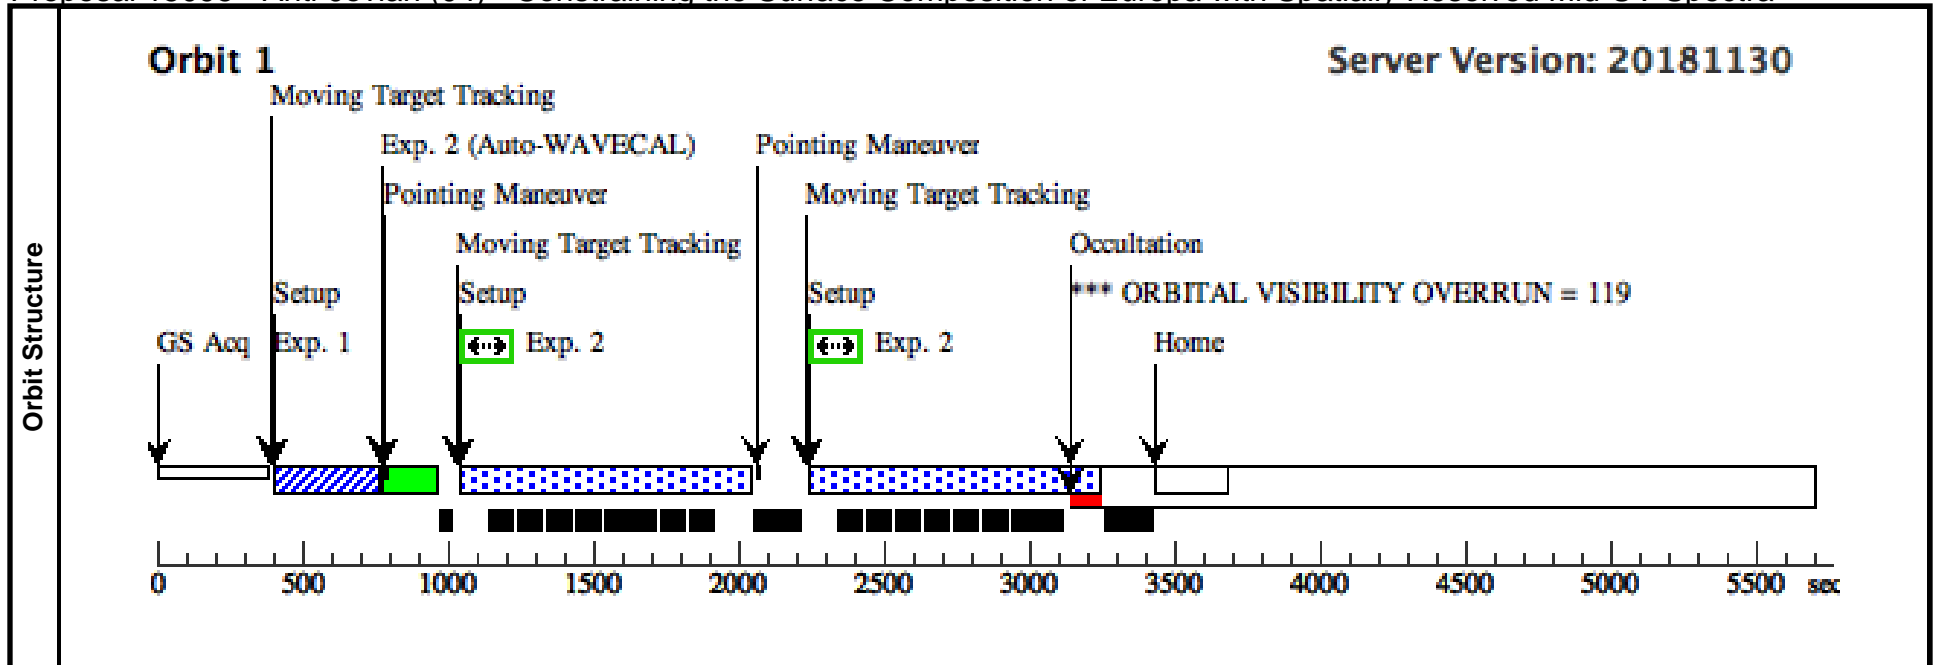 Orbit Structure
Orbit 1
Server Version: 20181130
Moving Target Tracking
Exp. 2 (Auto-WAVECAL)
Pointing Maneuver
Pointing Maneuver
Moving Target Tracking
Moving Target Tracking
Occultation
Setup
Setup
Setup
*** ORBITAL VISIBILITY OVERRUN = 119
GS Acq
Exp. 1
Exp. 2
Exp. 2
Home
0 500 1000 1500 2000 2500 3000 3500 4000 4500 5000 5500 sec